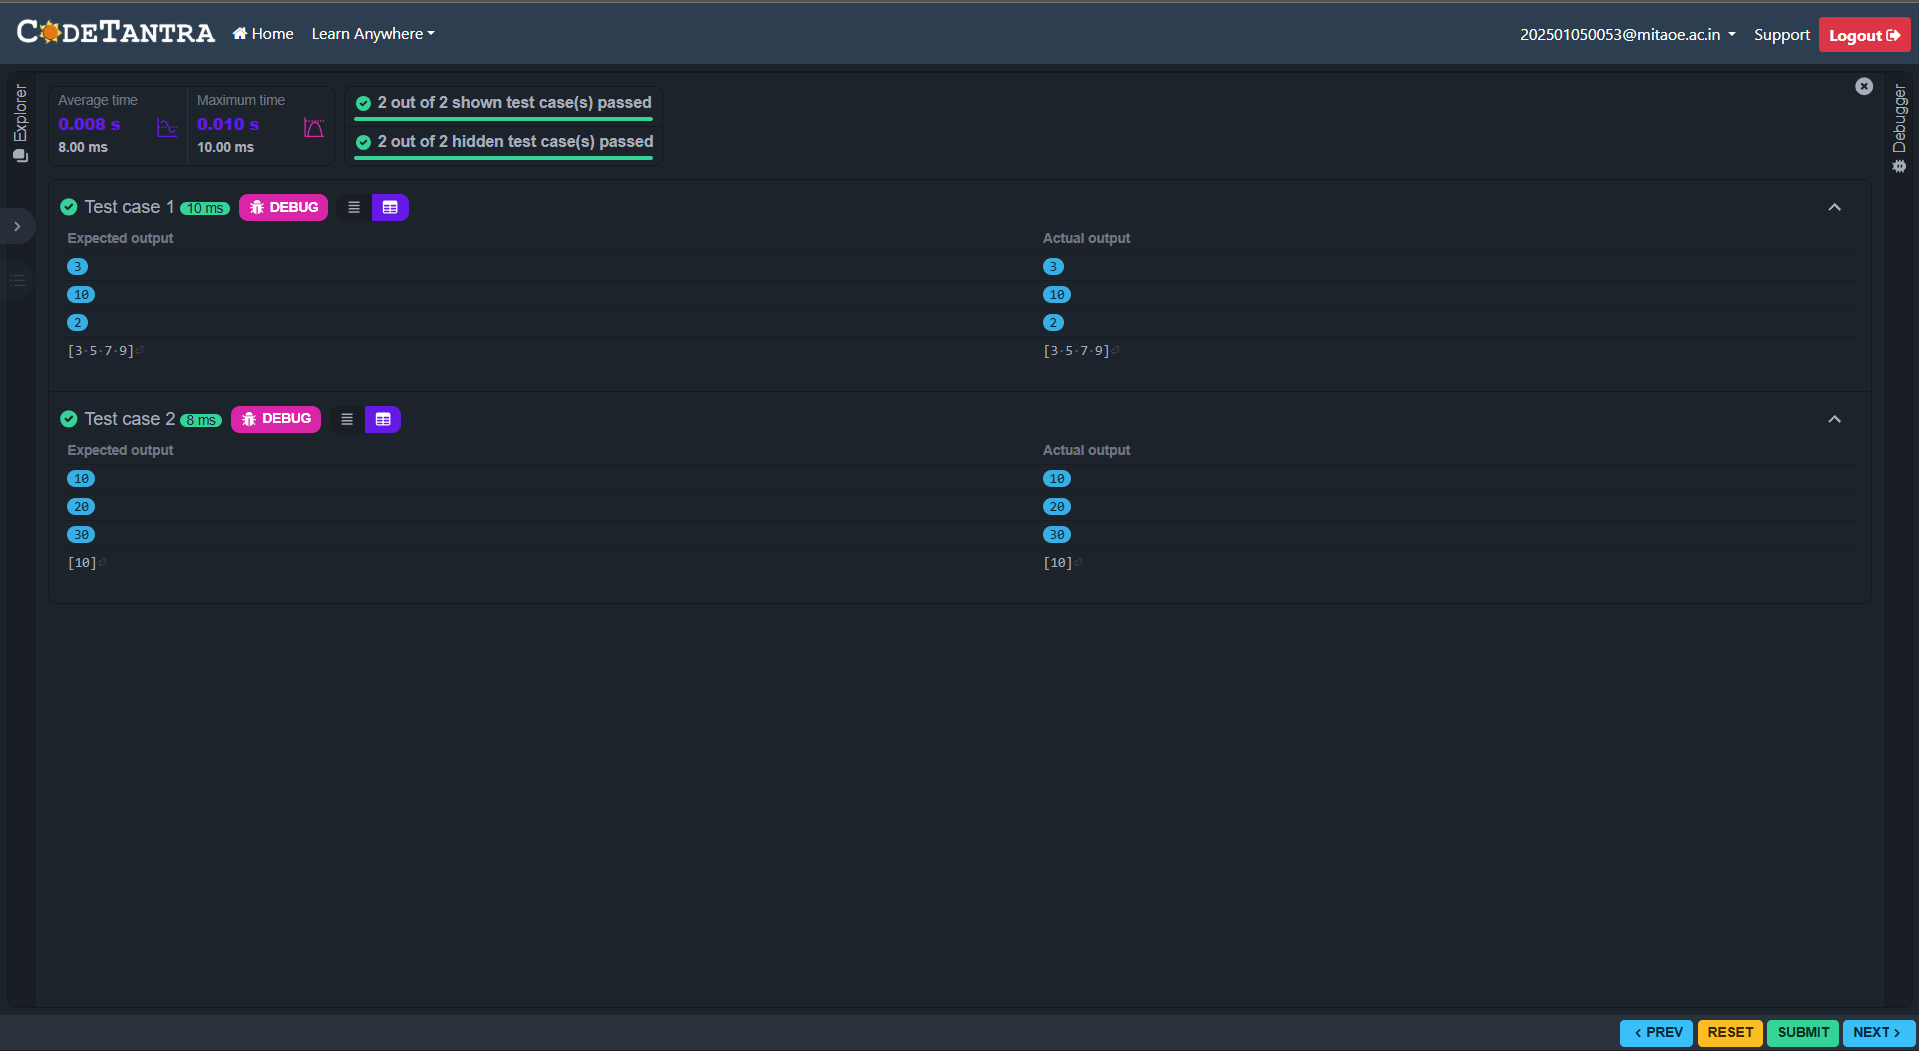 CODETANTRA Home Learn Anywhere 202501050053@mitaoe.ac.in Support Logout
Explorer
Average time
0.008 s
8.00 ms
Maximum time
0.010 s
10.00 ms
2 out of 2 shown test case(s) passed
2 out of 2 hidden test case(s) passed
Debugger
Test case 1 10 ms DEBUG
Expected output Actual output
3 3
10 10
2 2
[3·5·7·9]⏎ [3·5·7·9]⏎
Test case 2 8 ms DEBUG
Expected output Actual output
10 10
20 20
30 30
[10]⏎ [10]⏎
< PREV RESET SUBMIT NEXT >